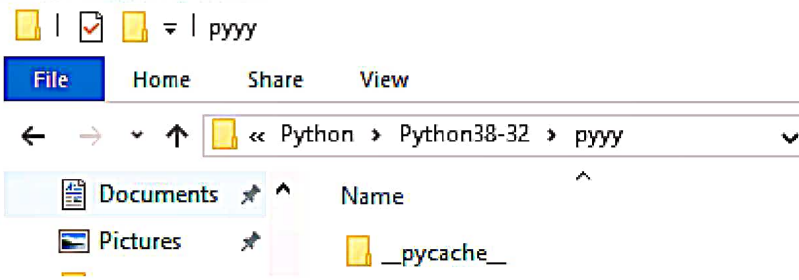 pyyy
File Home Share View
« Python > Python38-32 > pyyy
Documents Name
Pictures
__pycache__